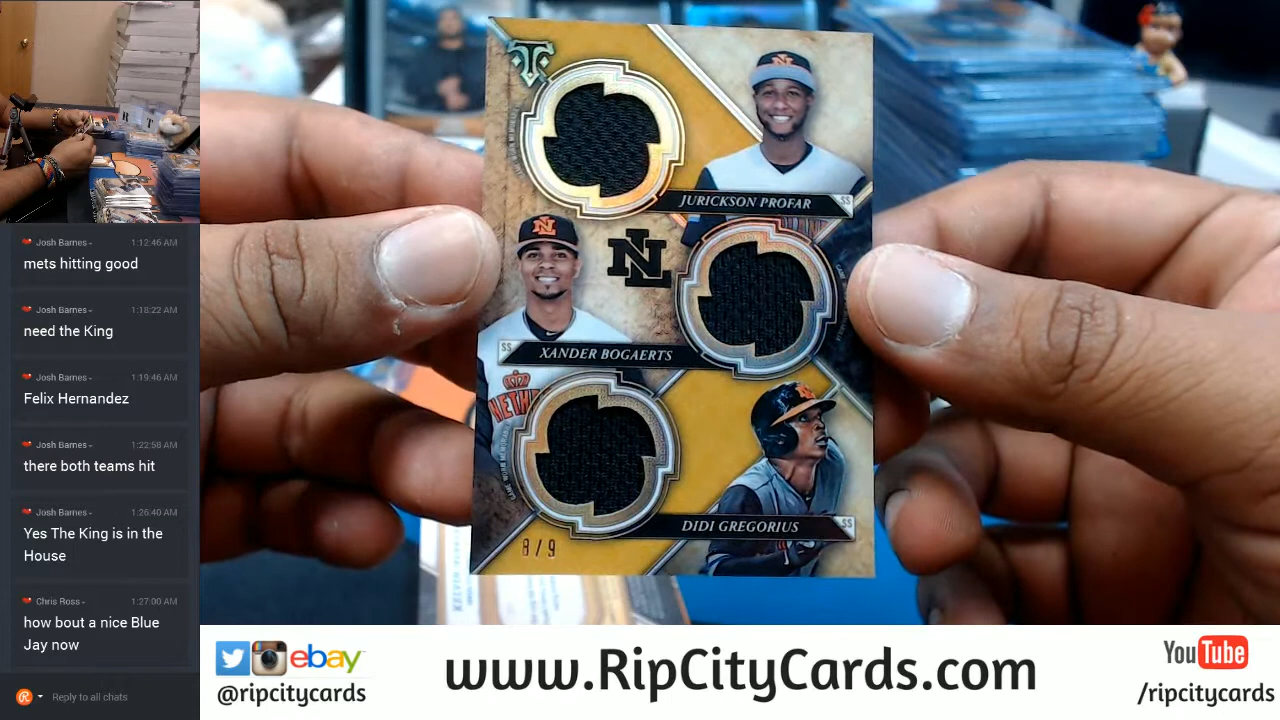 Josh Barnes - 1:12:46 AM
mets hitting good
Josh Barnes - 1:18:22 AM
need the King
Josh Barnes - 1:19:46 AM
Felix Hernandez
Josh Barnes - 1:22:58 AM
there both teams hit
Josh Barnes - 1:26:40 AM
Yes The King is in the
House
Chris Ross - 1:27:00 AM
how bout a nice Blue
Jay now
Reply to all chats
JURICKSON PROFAR SS
NL
SS XANDER BOGAERTS
NETH
DIDI GREGORIUS SS
8/9
ebay
@ripcitycards
www.RipCityCards.com
YouTube
/ripcitycards